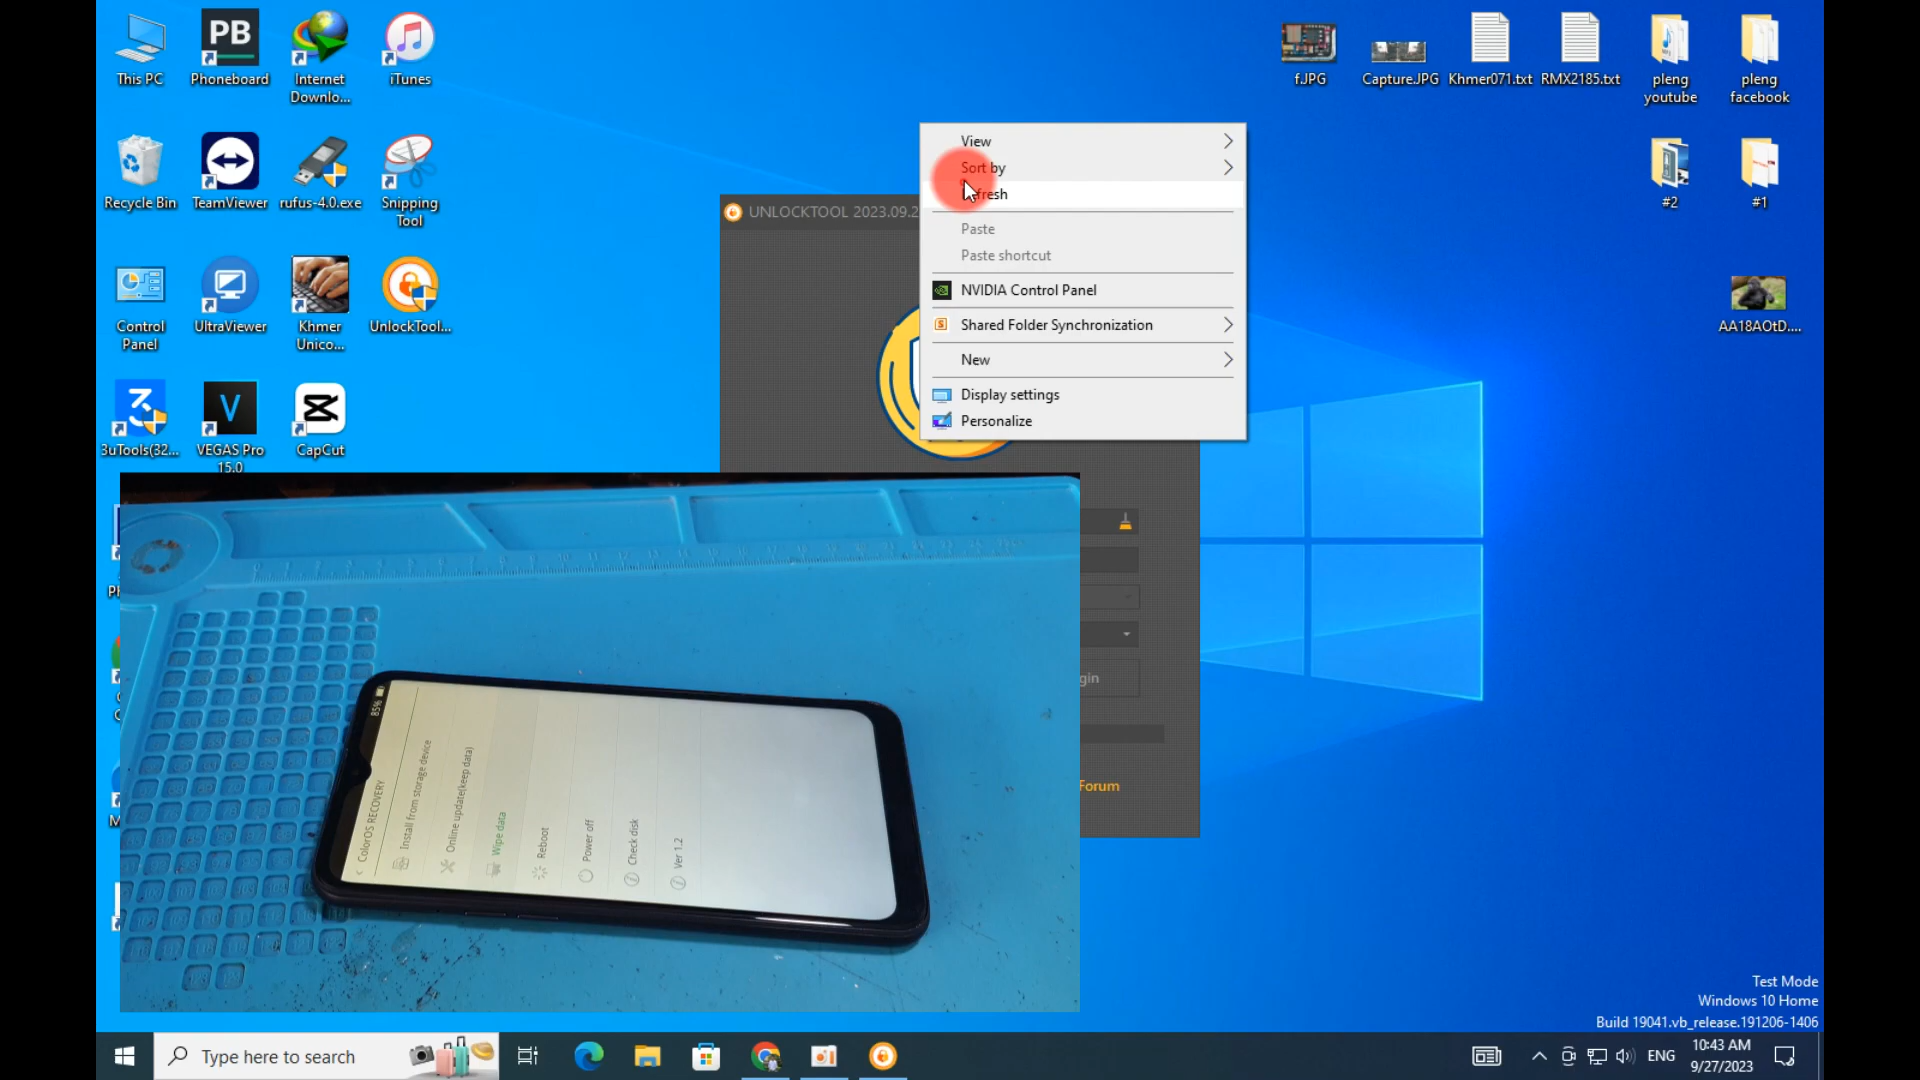 This PC
PB
Phoneboard
Internet
Downlo...
iTunes
f.JPG
Capture.JPG
Khmer071.txt
RMX2185.txt
pleng
youtube
pleng
facebook
Recycle Bin
TeamViewer
rufus-4.0.exe
Snipping
Tool
#2
#1
Control
Panel
UltraViewer
Khmer
Unico...
UnlockTool...
AA18AOtD....
3uTools(32...
VEGAS Pro
15.0
CapCut
UNLOCKTOOL 2023.09.2
View
Sort by
Refresh
Paste
Paste shortcut
NVIDIA Control Panel
Shared Folder Synchronization
New
Display settings
Personalize
gin
Forum
85%
ColorOS RECOVERY
Install from storage device
Online update(keep data)
Wipe data
Reboot
Power off
Check disk
Ver 1.2
Test Mode
Windows 10 Home
Build 19041.vb_release.191206-1406
Type here to search
ENG
10:43 AM
9/27/2023